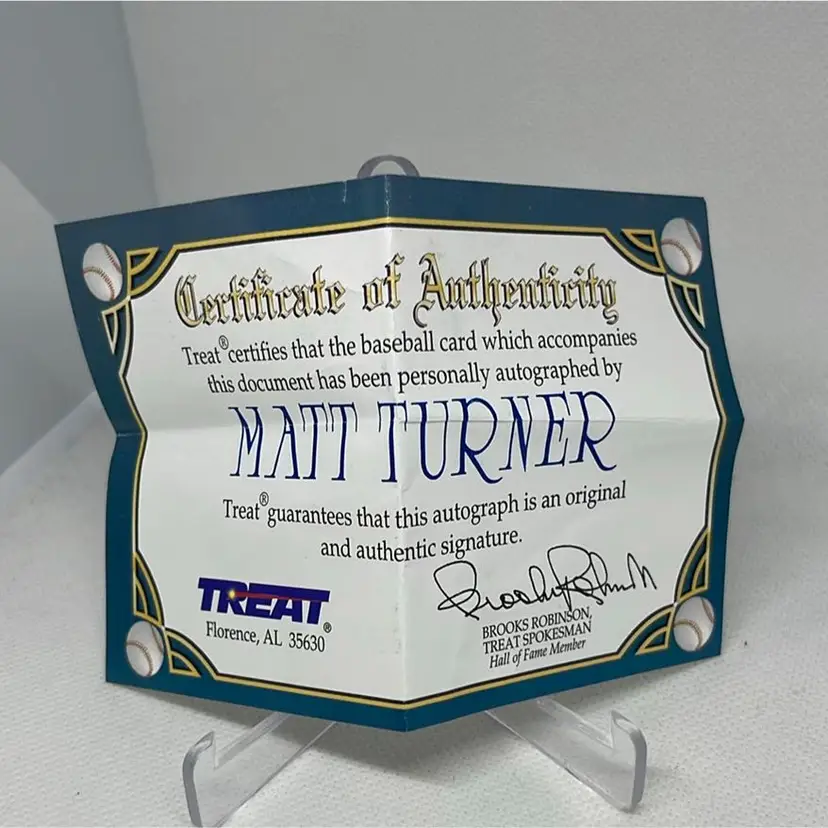 Certificate of Authenticity
Treat® certifies that the baseball card which accompanies
this document has been personally autographed by
MATT TURNER
Treat® guarantees that this autograph is an original
and authentic signature.
TREAT®
Florence, AL 35630
Brooks Robinson
BROOKS ROBINSON,
TREAT SPOKESMAN
Hall of Fame Member